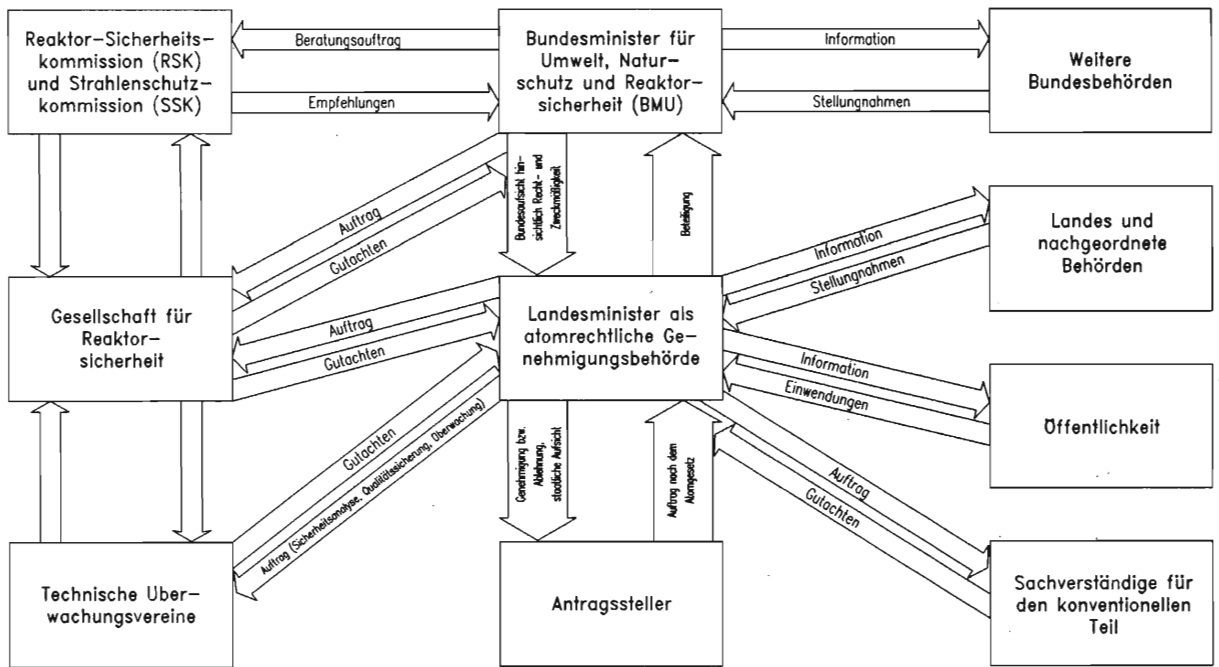 Reaktor-Sicherheits-
kommission (RSK)
und Strahlenschutz-
kommission (SSK)
Beratungsauftrag
Empfehlungen
Bundesminister für
Umwelt, Natur-
schutz und Reaktor-
sicherheit (BMU)
Information
Stellungnahmen
Weitere
Bundesbehörden
Auftrag
Gutachten
Bundesaufsicht hin-
sichtlich Recht- und
Zweckmäßigkeit
Beteiligung
Information
Stellungnahmen
Landes und
nachgeordnete
Behörden
Gesellschaft für
Reaktor-
sicherheit
Auftrag
Gutachten
Landesminister als
atomrechtliche Ge-
nehmigungsbehörde
Information
Einwendungen
Öffentlichkeit
Gutachten
Auftrag (Sicherheitsanalyse, Qualitätssicherung, Überwachung)
Genehmigung bzw.
Ablehnung,
staatliche Aufsicht
Auftrag nach dem
Atomgesetz
Auftrag
Gutachten
Technische Uber-
wachungsvereine
Antragssteller
Sachverständige für
den konventionellen
Teil